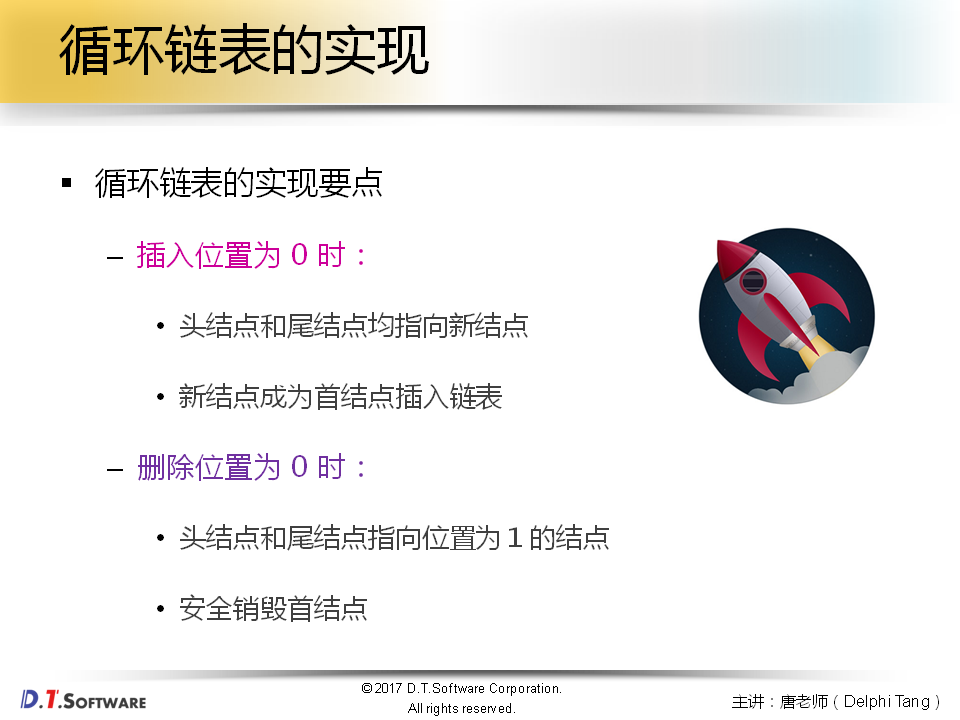 循环链表的实现
▪ 循环链表的实现要点
– 插入位置为 0 时：
• 头结点和尾结点均指向新结点
• 新结点成为首结点插入链表
– 删除位置为 0 时：
• 头结点和尾结点指向位置为 1 的结点
• 安全销毁首结点
D.T.SOFTWARE
©2017 D.T.Software Corporation.
All rights reserved.
主讲：唐老师（Delphi Tang）